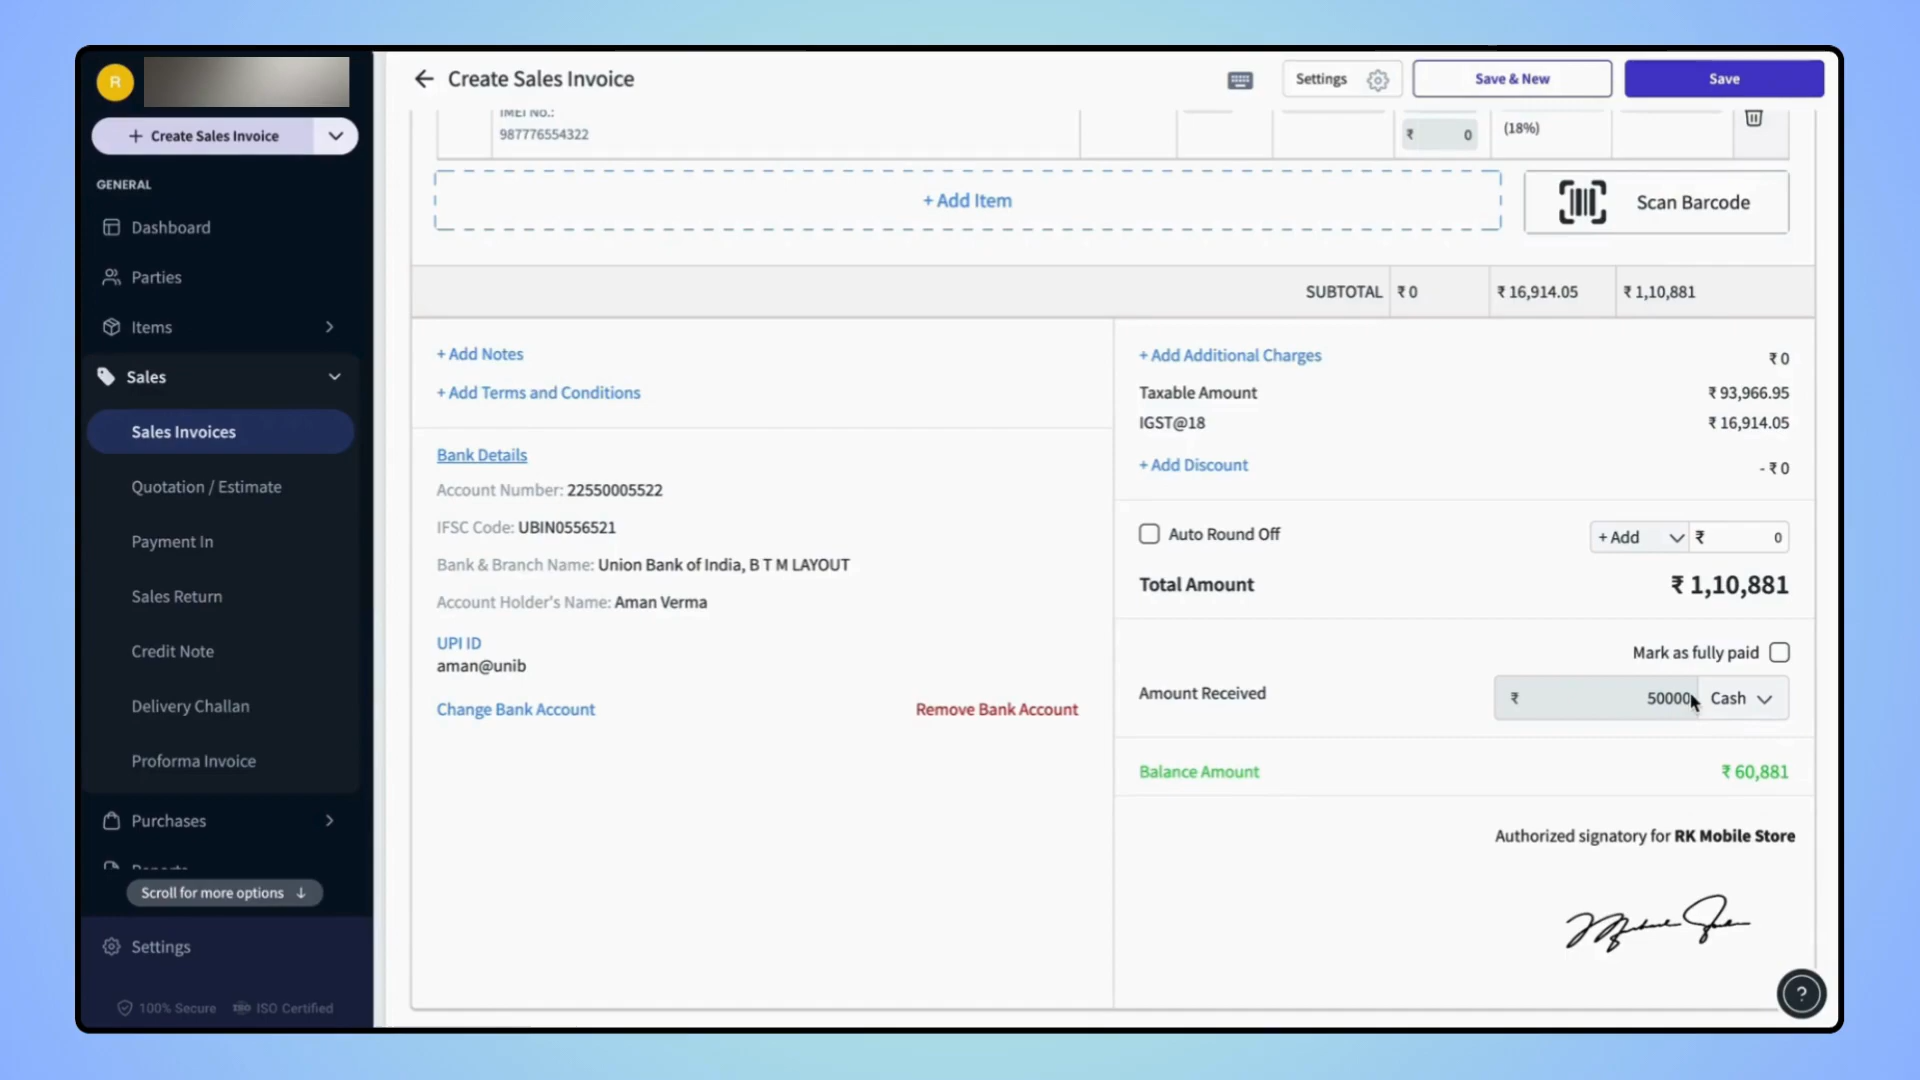 R
+ Create Sales Invoice
GENERAL
Dashboard
Parties
Items
Sales
Sales Invoices
Quotation / Estimate
Payment In
Sales Return
Credit Note
Delivery Challan
Proforma Invoice
Purchases
Reports
Scroll for more options ↓
Settings
100% Secure
ISO ISO Certified
← Create Sales Invoice
Settings
Save & New
Save
IMEI No.:
987776554322
₹ 0
(18%)
+ Add Item
Scan Barcode
SUBTOTAL ₹ 0 ₹ 16,914.05 ₹ 1,10,881
+ Add Notes
+ Add Terms and Conditions
Bank Details
Account Number: 22550005522
IFSC Code: UBIN0556521
Bank & Branch Name: Union Bank of India, B T M LAYOUT
Account Holder's Name: Aman Verma
UPI ID
aman@unib
Change Bank Account
Remove Bank Account
+ Add Additional Charges ₹ 0
Taxable Amount ₹ 93,966.95
IGST@18 ₹ 16,914.05
+ Add Discount - ₹ 0
Auto Round Off + Add ₹ 0
Total Amount ₹ 1,10,881
Mark as fully paid
Amount Received ₹ 50000 Cash
Balance Amount ₹ 60,881
Authorized signatory for RK Mobile Store
?